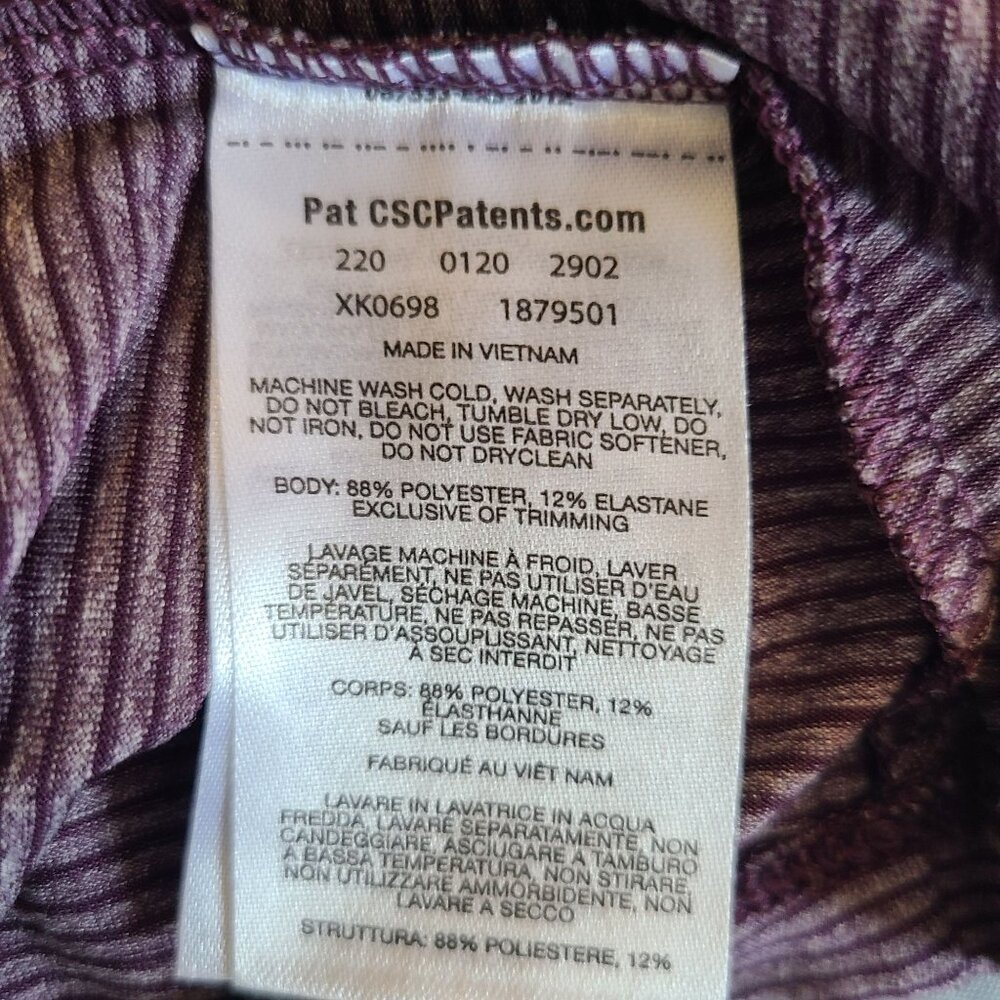 Pat CSCPatents.com
220 0120 2902
XK0698 1879501
MADE IN VIETNAM
MACHINE WASH COLD, WASH SEPARATELY,
DO NOT BLEACH, TUMBLE DRY LOW, DO
NOT IRON, DO NOT USE FABRIC SOFTENER,
DO NOT DRYCLEAN
BODY: 88% POLYESTER, 12% ELASTANE
EXCLUSIVE OF TRIMMING
LAVAGE MACHINE À FROID, LAVER
SÉPARÉMENT, NE PAS UTILISER D'EAU
DE JAVEL, SÉCHAGE MACHINE, BASSE
TEMPÉRATURE, NE PAS REPASSER, NE PAS
UTILISER D'ASSOUPLISSANT, NETTOYAGE
À SEC INTERDIT
CORPS: 88% POLYESTER, 12%
ÉLASTHANNE
SAUF LES BORDURES
FABRIQUÉ AU VIÊT NAM
LAVARE IN LAVATRICE IN ACQUA
FREDDA, LAVARE SEPARATAMENTE, NON
CANDEGGIARE, ASCIUGARE A TAMBURO
A BASSA TEMPERATURA, NON STIRARE,
NON UTILIZZARE AMMORBIDENTE, NON
LAVARE A SECCO
STRUTTURA: 88% POLIESTERE, 12%